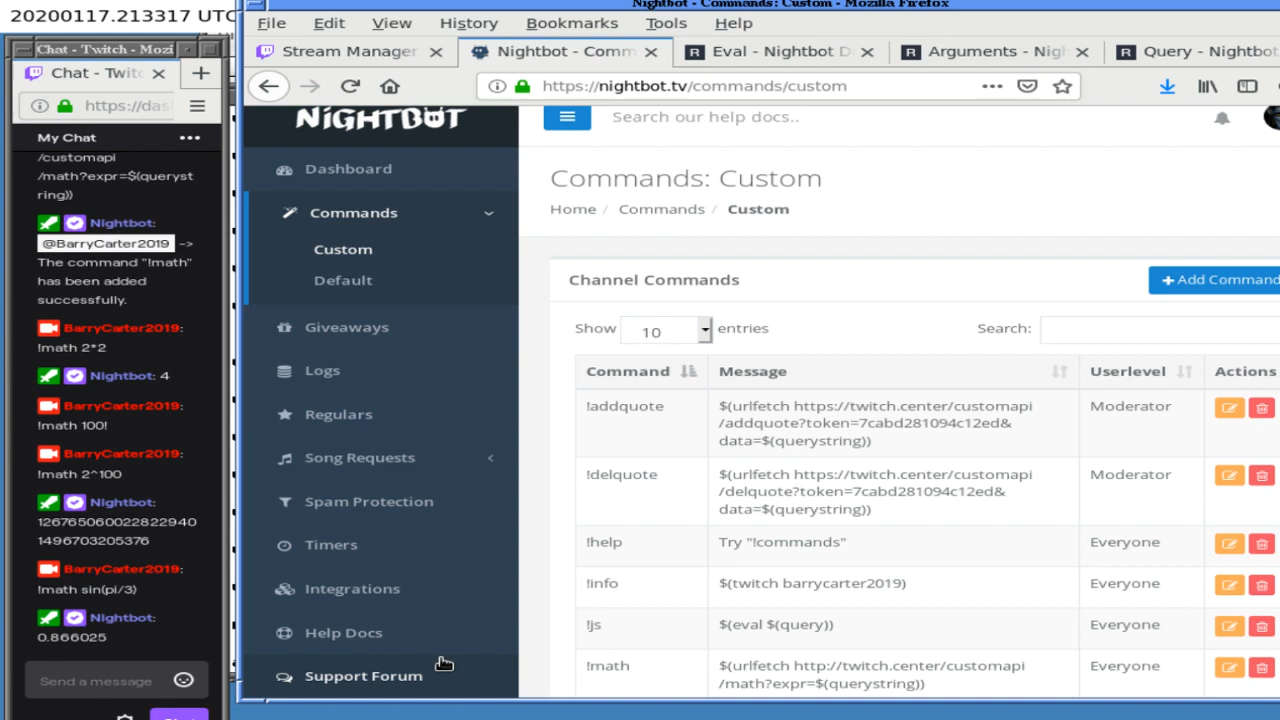 20200117.213317 UTC
Chat - Twitch - Mozi
Chat - Twitc
https://das
My Chat
/customapi
/math?expr=$(queryst
ring))
Nightbot:
@BarryCarter2019 ->
The command "!math"
has been added
successfully.
BarryCarter2019:
!math 2*2
Nightbot: 4
BarryCarter2019:
!math 100!
BarryCarter2019:
!math 2^100
Nightbot:
12676506002282294​0
1496703205376
BarryCarter2019:
!math sin(pi/3)
Nightbot:
0.866025
Send a message
Nightbot - Commands: Custom - Mozilla Firefox
File Edit View History Bookmarks Tools Help
Stream Manager
Nightbot - Comm
Eval - Nightbot D
Arguments - Nigh
Query - Nightbot
https://nightbot.tv/commands/custom
NIGHTBOT
Search our help docs..
Dashboard
Commands
Custom
Default
Giveaways
Logs
Regulars
Song Requests
Spam Protection
Timers
Integrations
Help Docs
Support Forum
Commands: Custom
Home / Commands / Custom
Channel Commands
Add Command
Show 10 entries
Search:
Command Message Userlevel Actions
!addquote $(urlfetch https://twitch.center/customapi Moderator
/addquote?token=7cabd281094c12ed&
data=$(querystring))
!delquote $(urlfetch https://twitch.center/customapi Moderator
/delquote?token=7cabd281094c12ed&
data=$(querystring))
!help Try "!commands" Everyone
!info $(twitch barrycarter2019) Everyone
!js $(eval $(query)) Everyone
!math $(urlfetch http://twitch.center/customapi Everyone
/math?expr=$(querystring))